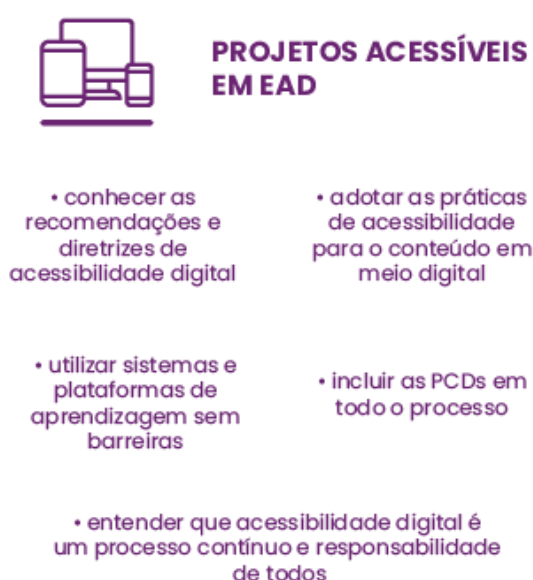 PROJETOS ACESSÍVEIS
EM EAD
• conhecer as
recomendações e
diretrizes de
acessibilidade digital
• adotar as práticas
de acessibilidade
para o conteúdo em
meio digital
• utilizar sistemas e
plataformas de
aprendizagem sem
barreiras
• incluir as PCDs em
todo o processo
• entender que acessibilidade digital é
um processo contínuo e responsabilidade
de todos